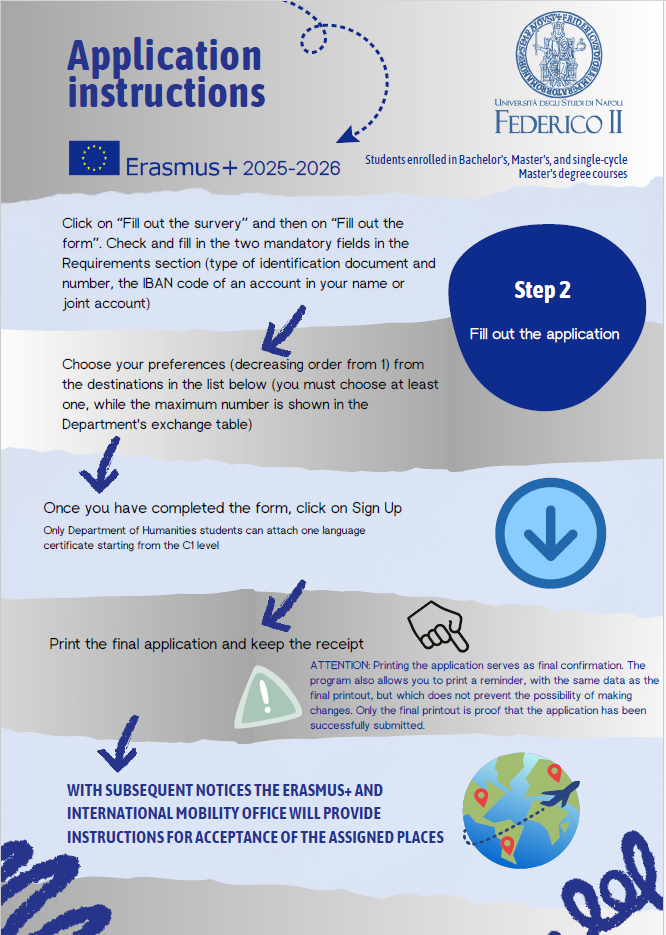 Application
instructions
UNIVERSITÀ DEGLI STUDI DI NAPOLI
FEDERICO II
Erasmus+ 2025-2026
Students enrolled in Bachelor's, Master's, and single-cycle
Master's degree courses
Click on “Fill out the survery” and then on “Fill out the
form”. Check and fill in the two mandatory fields in the
Requirements section (type of identification document and
number, the IBAN code of an account in your name or
joint account)
Step 2
Fill out the application
Choose your preferences (decreasing order from 1) from
the destinations in the list below (you must choose at least
one, while the maximum number is shown in the
Department's exchange table)
Once you have completed the form, click on Sign Up
Only Department of Humanities students can attach one language
certificate starting from the C1 level
Print the final application and keep the receipt
ATTENTION: Printing the application serves as final confirmation. The
program also allows you to print a reminder, with the same data as the
final printout, but which does not prevent the possibility of making
changes. Only the final printout is proof that the application has been
successfully submitted.
WITH SUBSEQUENT NOTICES THE ERASMUS+ AND
INTERNATIONAL MOBILITY OFFICE WILL PROVIDE
INSTRUCTIONS FOR ACCEPTANCE OF THE ASSIGNED PLACES